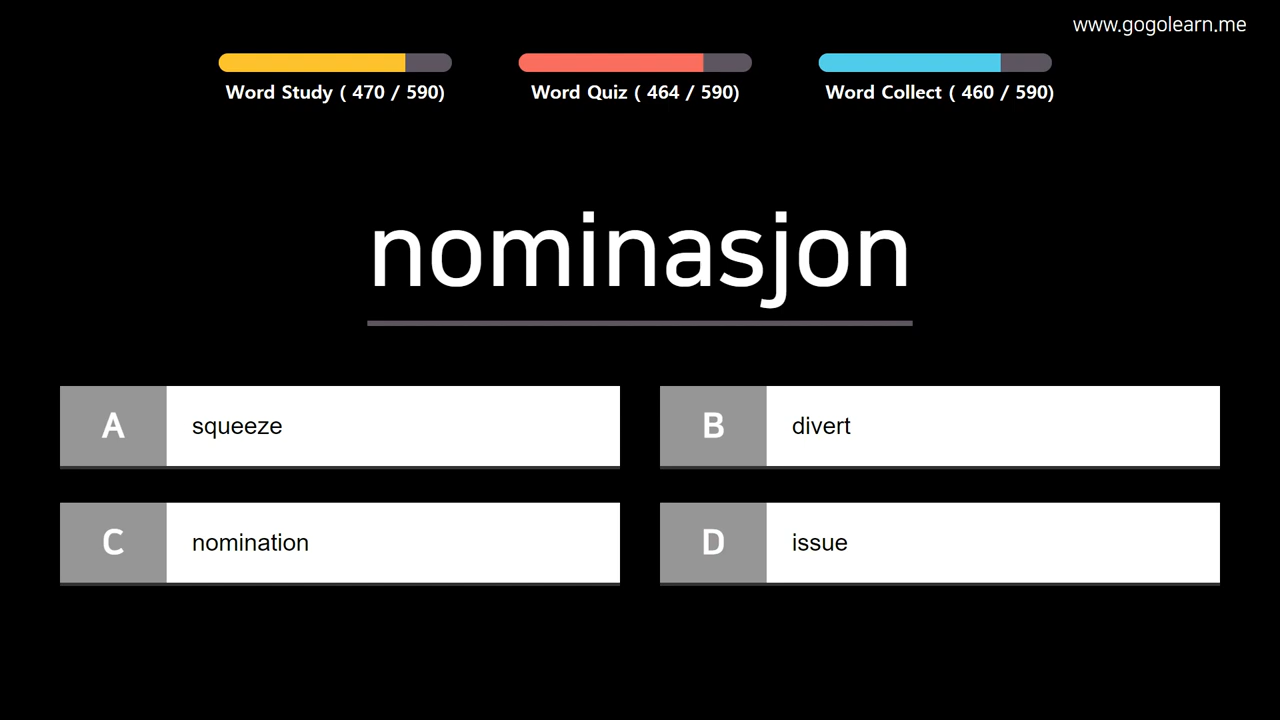 www.gogolearn.me
Word Study ( 470 / 590)
Word Quiz ( 464 / 590)
Word Collect ( 460 / 590)
nominasjon
A squeeze
B divert
C nomination
D issue